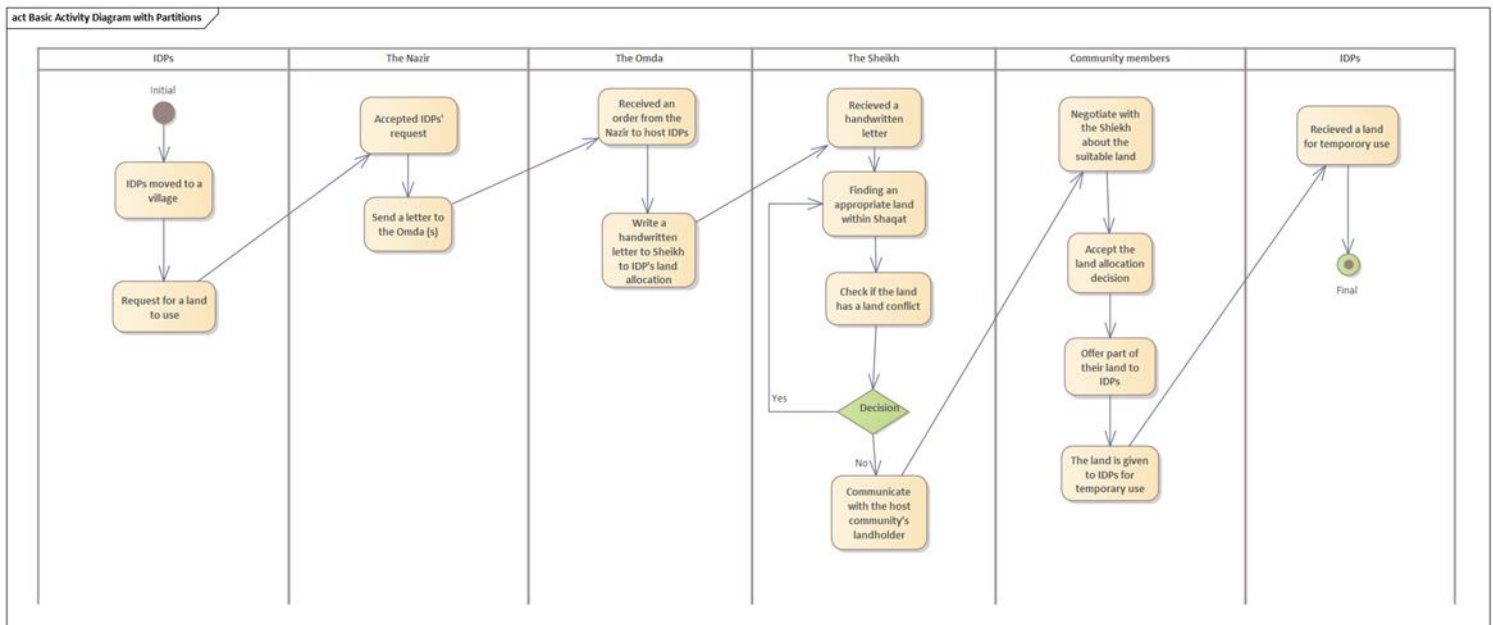 act Basic Activity Diagram with Partitions
IDPs
Initial
IDPs moved to a
village
Request for a land
to use
The Nazir
Accepted IDPs'
request
Send a letter to
the Omda (s)
The Omda
Received an
order from the
Nazir to host IDPs
Write a
handwritten
letter to Sheikh
to IDP's land
allocation
The Sheikh
Recieved a
handwritten
letter
Finding an
appropriate land
within Shaqat
Check if the land
has a land conflict
Decision
Yes
No
Communicate
with the host
community's
landholder
Community members
Negotiate with
the Shiekh
about the
suitable land
Accept the
land allocation
decision
Offer part of
their land to
IDPs
The land is given
to IDPs for
temporary use
IDPs
Recieved a land
for temporory use
Final